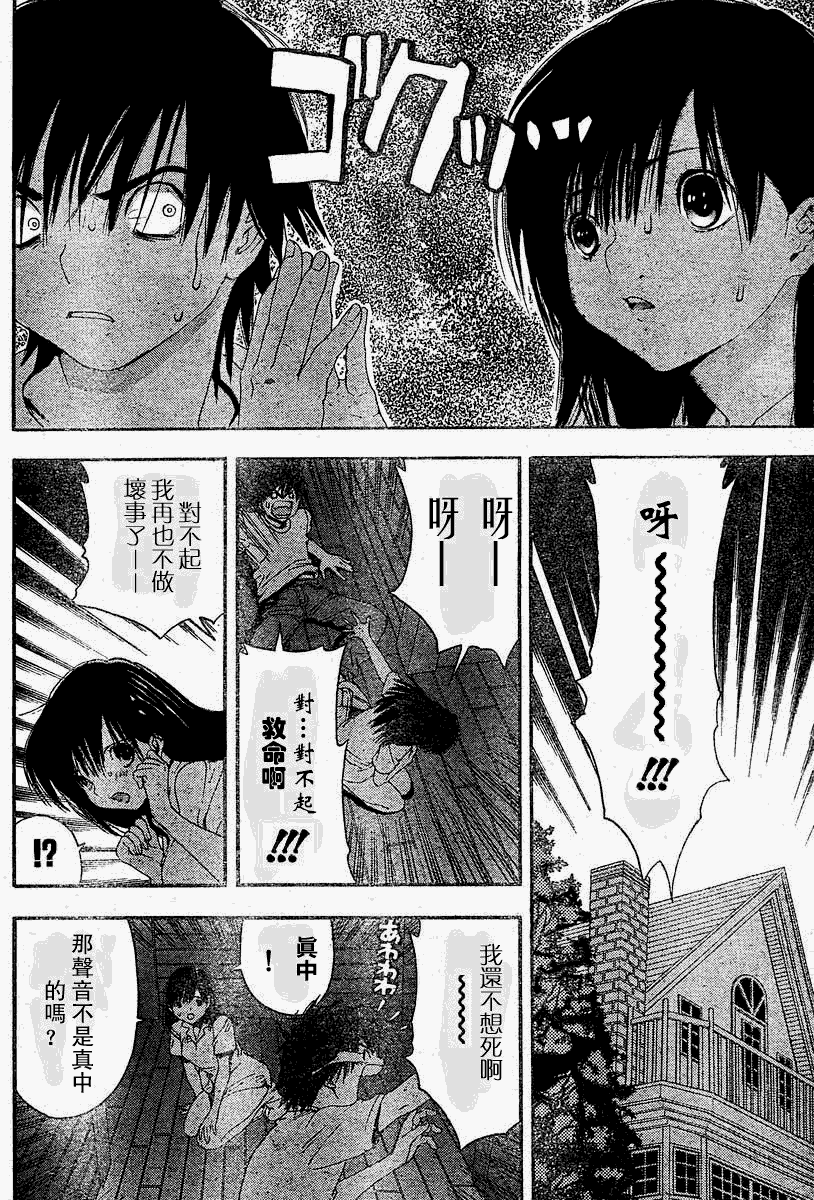 ゴクッ
呀~~~~~!!!
呀—
呀—
對…對不起
救命啊
!!!
對不起
我再也不做
壞事了——
!?
我還不想死啊
~~~~
あわわわ
眞中
!
那聲音不是真中
的嗎?